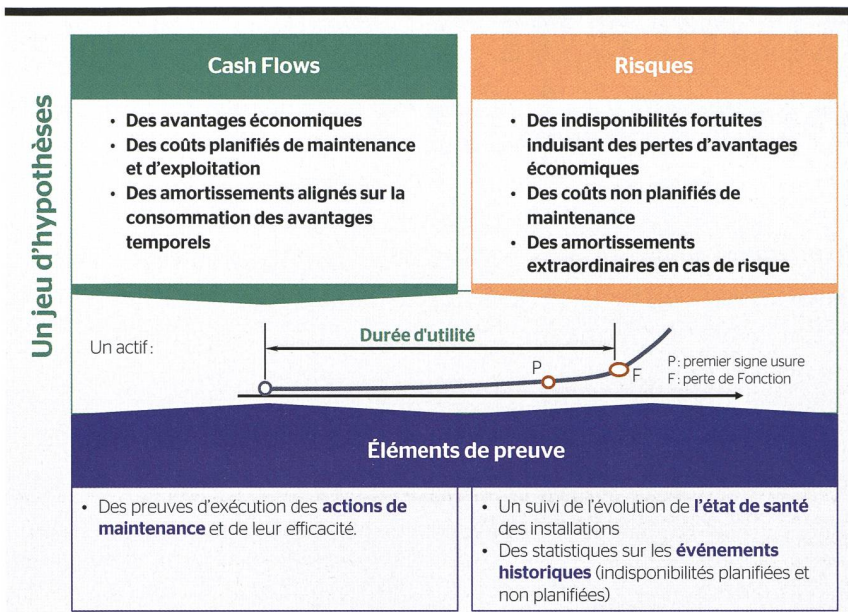 Un jeu d'hypothèses
Cash Flows
• Des avantages économiques
• Des coûts planifiés de maintenance
et d'exploitation
• Des amortissements alignés sur la
consommation des avantages
temporels
Risques
• Des indisponibilités fortuites
induisant des pertes d'avantages
économiques
• Des coûts non planifiés de
maintenance
• Des amortissements
extraordinaires en cas de risque
Un actif :
Durée d'utilité
P
F
P : premier signe usure
F : perte de Fonction
Éléments de preuve
• Des preuves d'exécution des actions de
maintenance et de leur efficacité.
• Un suivi de l'évolution de l'état de santé
des installations
• Des statistiques sur les événements
historiques (indisponibilités planifiées et
non planifiées)